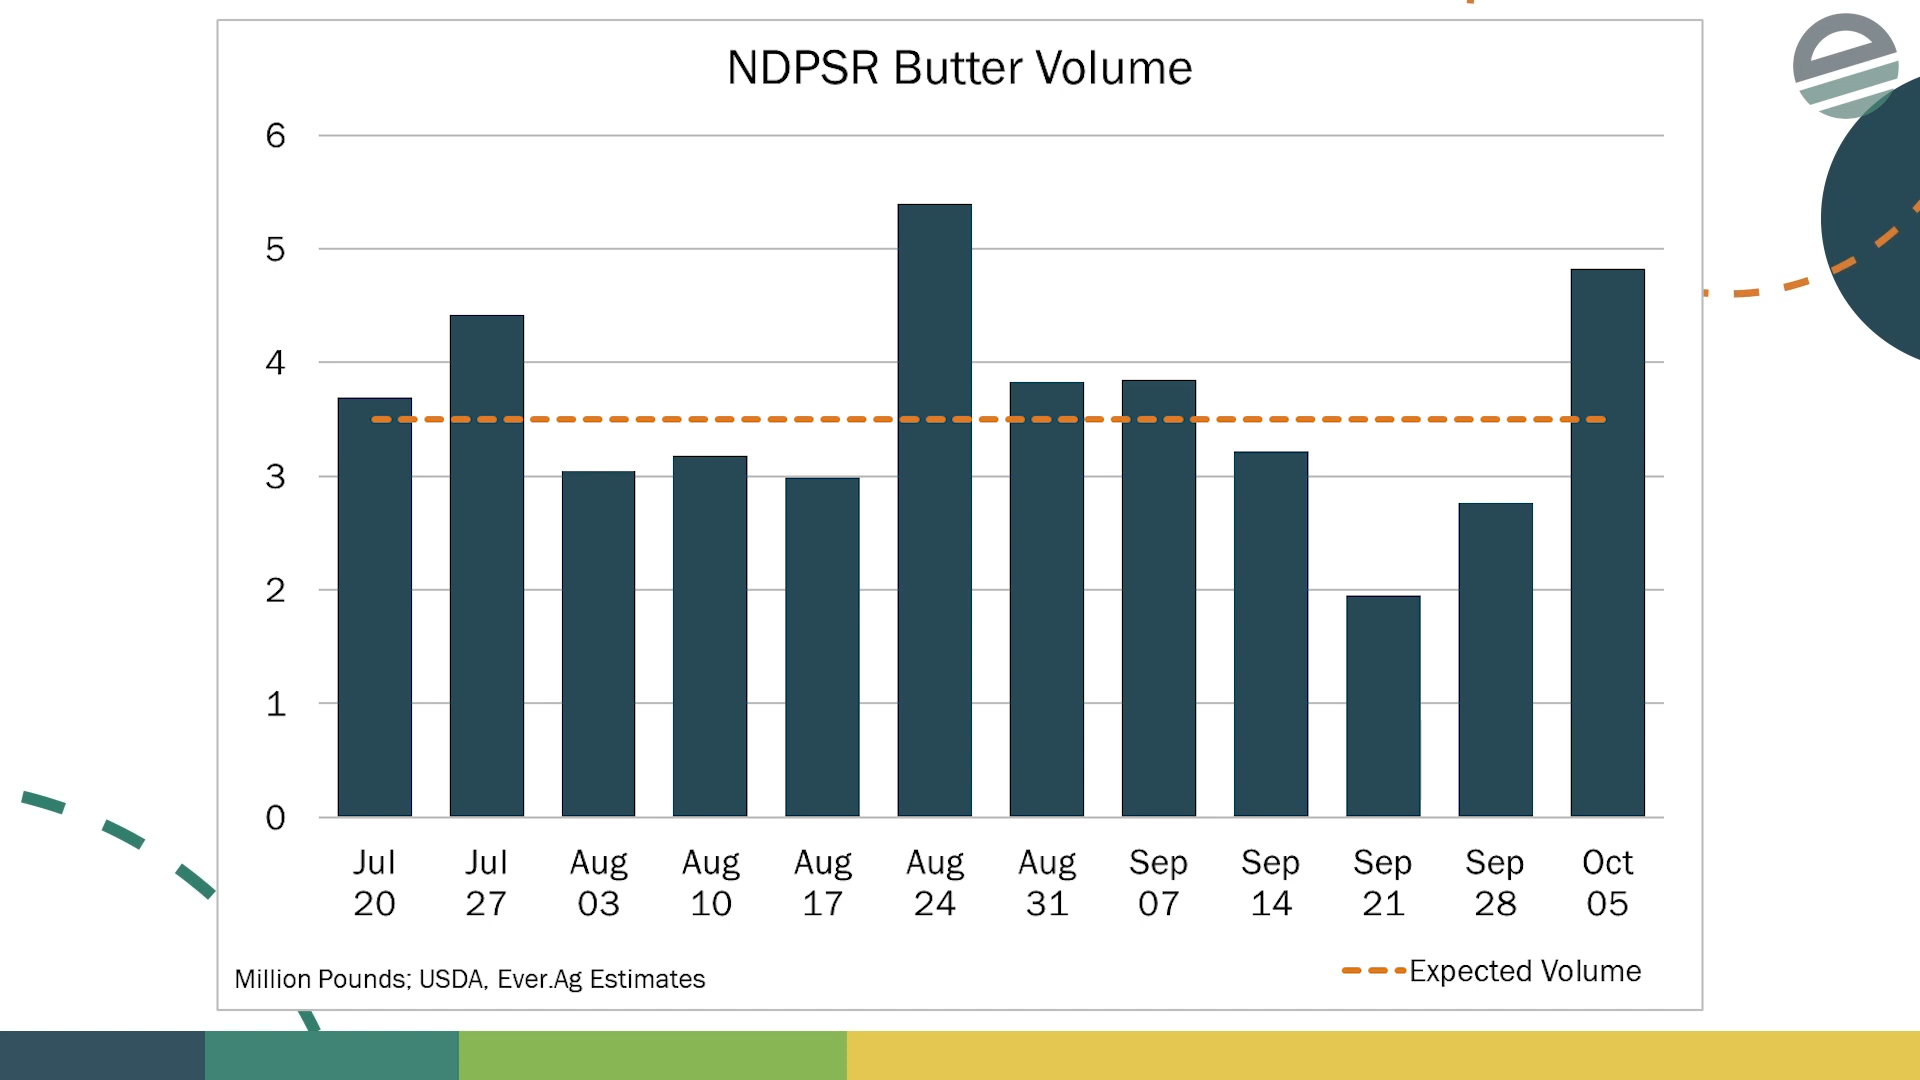 NDPSR Butter Volume
6
5
4
3
2
1
0
Jul 20
Jul 27
Aug 03
Aug 10
Aug 17
Aug 24
Aug 31
Sep 07
Sep 14
Sep 21
Sep 28
Oct 05
Million Pounds; USDA, Ever.Ag Estimates
Expected Volume